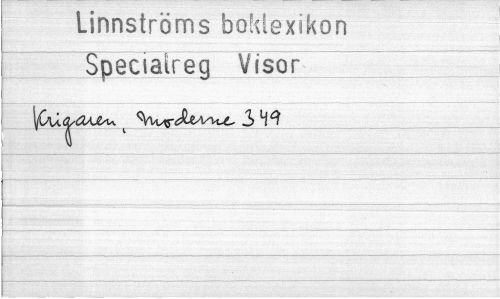 Linnströms boklexikon
Specialreg Visor
Krigaren, Moderne 349